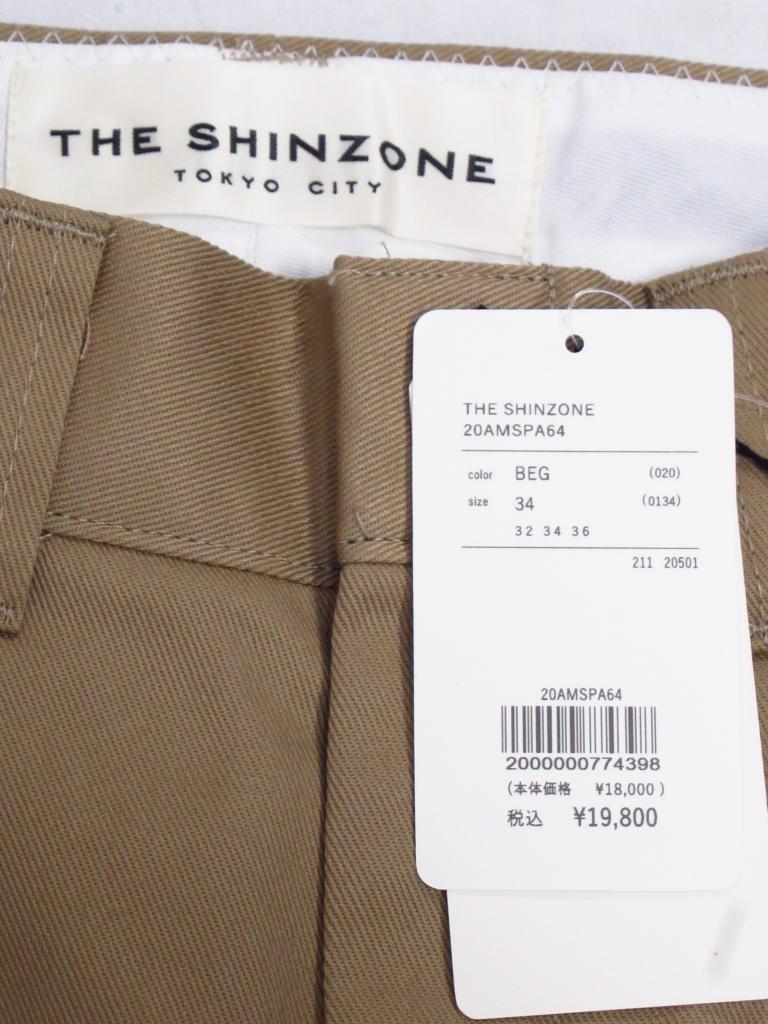 THE SHINZONE
TOKYO CITY
THE SHINZONE
20AMSPA64
color BEG (020)
size 34 (0134)
32 34 36
211 20501
20AMSPA64
2000000774398
(本体価格 ¥18,000 )
税込 ¥19,800